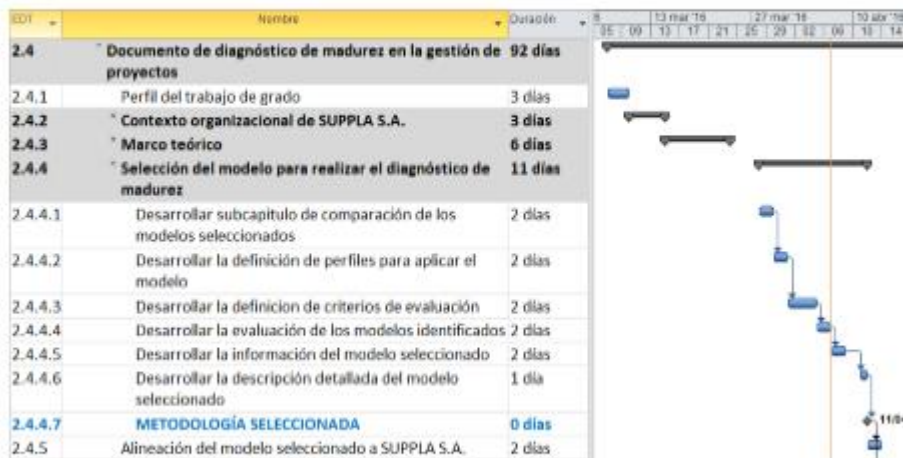 EDT Nombre Duración 6 13 mar '16 27 mar '16 10 abr '16
05 09 13 17 21 25 29 02 06 10 14
2.4 Documento de diagnóstico de madurez en la gestión de 92 días
proyectos
2.4.1 Perfil del trabajo de grado 3 días
2.4.2 Contexto organizacional de SUPPLA S.A. 3 días
2.4.3 Marco teórico 6 días
2.4.4 Selección del modelo para realizar el diagnóstico de 11 días
madurez
2.4.4.1 Desarrollar subcapitulo de comparación de los 2 días
modelos seleccionados
2.4.4.2 Desarrollar la definición de perfiles para aplicar el 2 días
modelo
2.4.4.3 Desarrollar la definicion de criterios de evaluación 2 días
2.4.4.4 Desarrollar la evaluación de los modelos identificados 2 días
2.4.4.5 Desarrollar la información del modelo seleccionado 2 días
2.4.4.6 Desarrollar la descripción detallada del modelo 1 día
seleccionado
2.4.4.7 METODOLOGÍA SELECCIONADA 0 días 11/04
2.4.5 Alineación del modelo seleccionado a SUPPLA S.A. 2 días